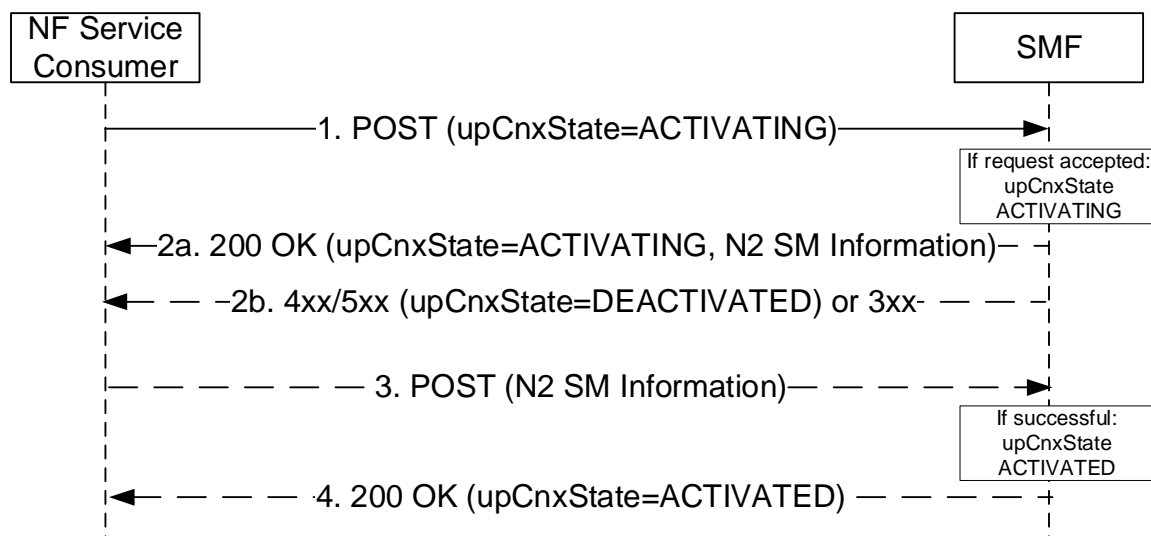 NF Service
Consumer
SMF
1. POST (upCnxState=ACTIVATING)
If request accepted:
upCnxState
ACTIVATING
2a. 200 OK (upCnxState=ACTIVATING, N2 SM Information)
2b. 4xx/5xx (upCnxState=DEACTIVATED) or 3xx
3. POST (N2 SM Information)
If successful:
upCnxState
ACTIVATED
4. 200 OK (upCnxState=ACTIVATED)